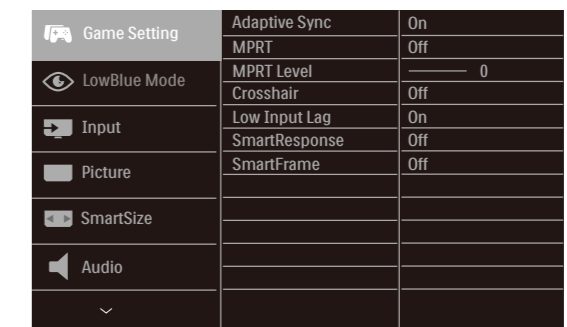 Game Setting
LowBlue Mode
Input
Picture
SmartSize
Audio
Adaptive Sync On
MPRT Off
MPRT Level 0
Crosshair Off
Low Input Lag On
SmartResponse Off
SmartFrame Off